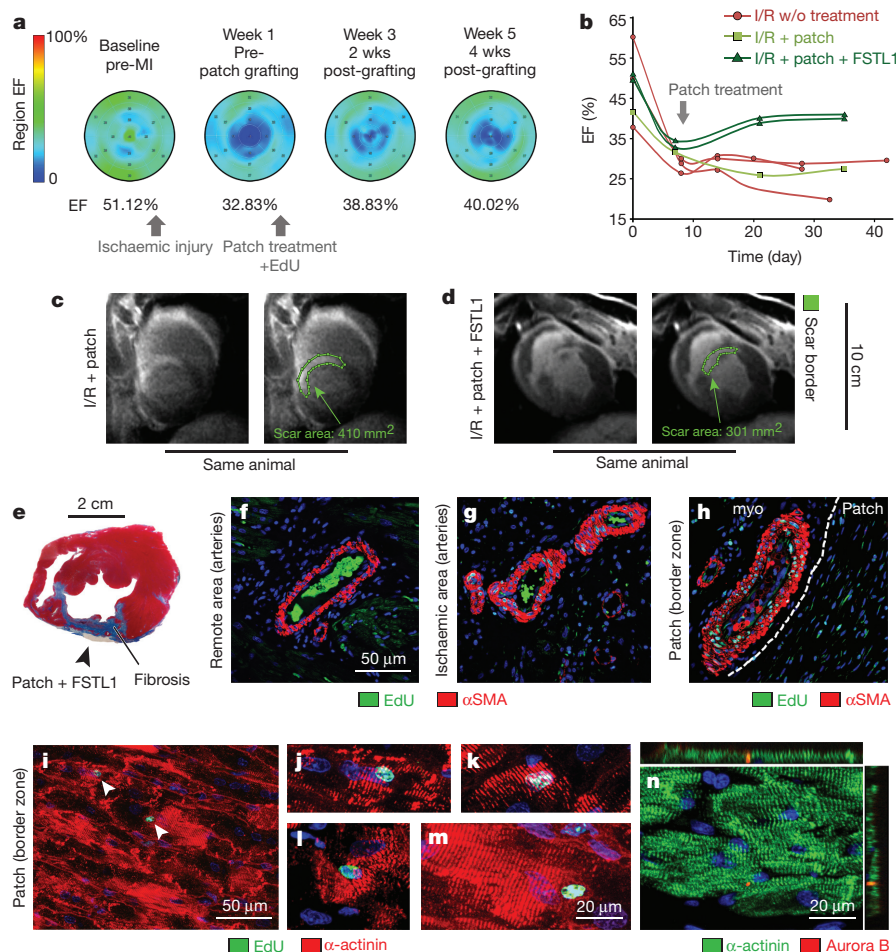 a
100%
Region EF
0
Baseline
pre-MI
Week 1
Pre-
patch grafting
Week 3
2 wks
post-grafting
Week 5
4 wks
post-grafting
EF
51.12%
32.83%
38.83%
40.02%
Ischaemic injury
Patch treatment
+EdU
b
I/R w/o treatment
I/R + patch
I/R + patch + FSTL1
Patch treatment
EF (%)
65
55
45
35
25
15
0
10
20
30
40
Time (day)
c
I/R + patch
Scar area: 410 mm2
Same animal
d
I/R + patch + FSTL1
Scar area: 301 mm2
Same animal
Scar border
10 cm
e
2 cm
Patch + FSTL1
Fibrosis
f
Remote area (arteries)
50 μm
g
Ischaemic area (arteries)
EdU
αSMA
h
myo
Patch
Patch (border zone)
EdU
αSMA
i
Patch (border zone)
50 μm
j
k
l
m
20 μm
EdU
α-actinin
n
20 μm
α-actinin
Aurora B